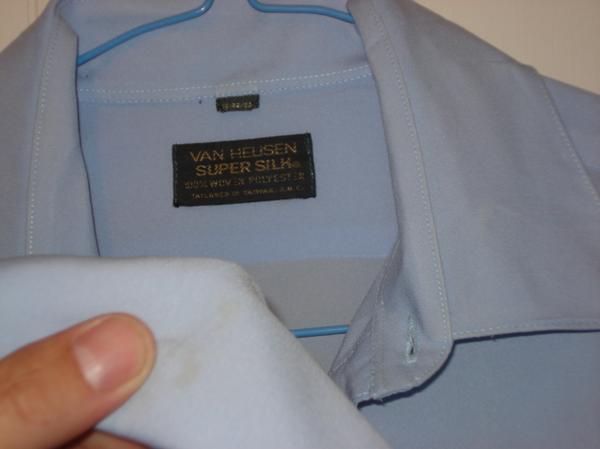 VAN HEUSEN
SUPER SILK®
100% WOVEN POLYESTER
TAILORED IN TAIWAN, R.O.C.